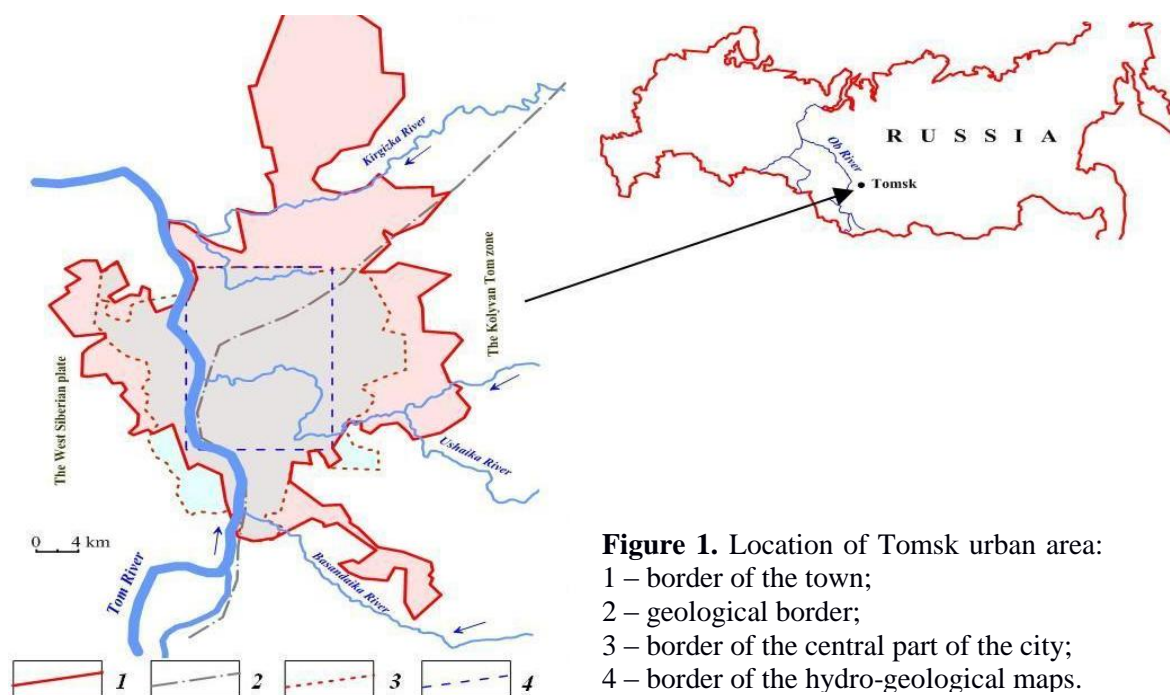 Kirgizka River
R U S S I A
Ob River
Tomsk
The Kolyvan Tom zone
The West Siberian plate
Ushaika River
0 4 km
Tom River
Basandaika River
1 2 3 4
Figure 1. Location of Tomsk urban area:
1 – border of the town;
2 – geological border;
3 – border of the central part of the city;
4 – border of the hydro-geological maps.